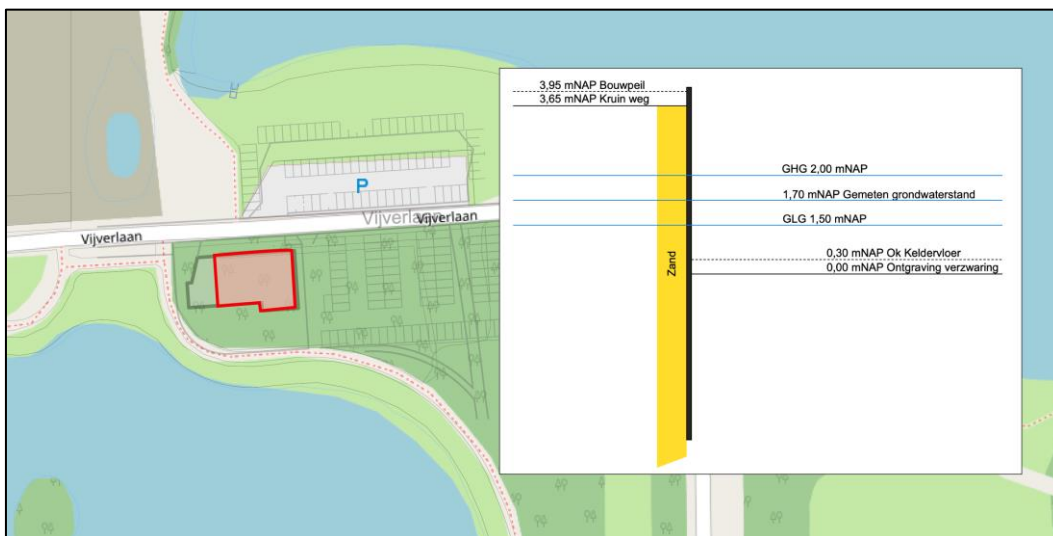 3,95 mNAP Bouwpeil
3,65 mNAP Kruin weg
GHG 2,00 mNAP
1,70 mNAP Gemeten grondwaterstand
GLG 1,50 mNAP
Zand
0,30 mNAP Ok Keldervloer
0,00 mNAP Ontgraving verzwaring
P
Vijverlaan
Vijverlaan
Vijverlaan